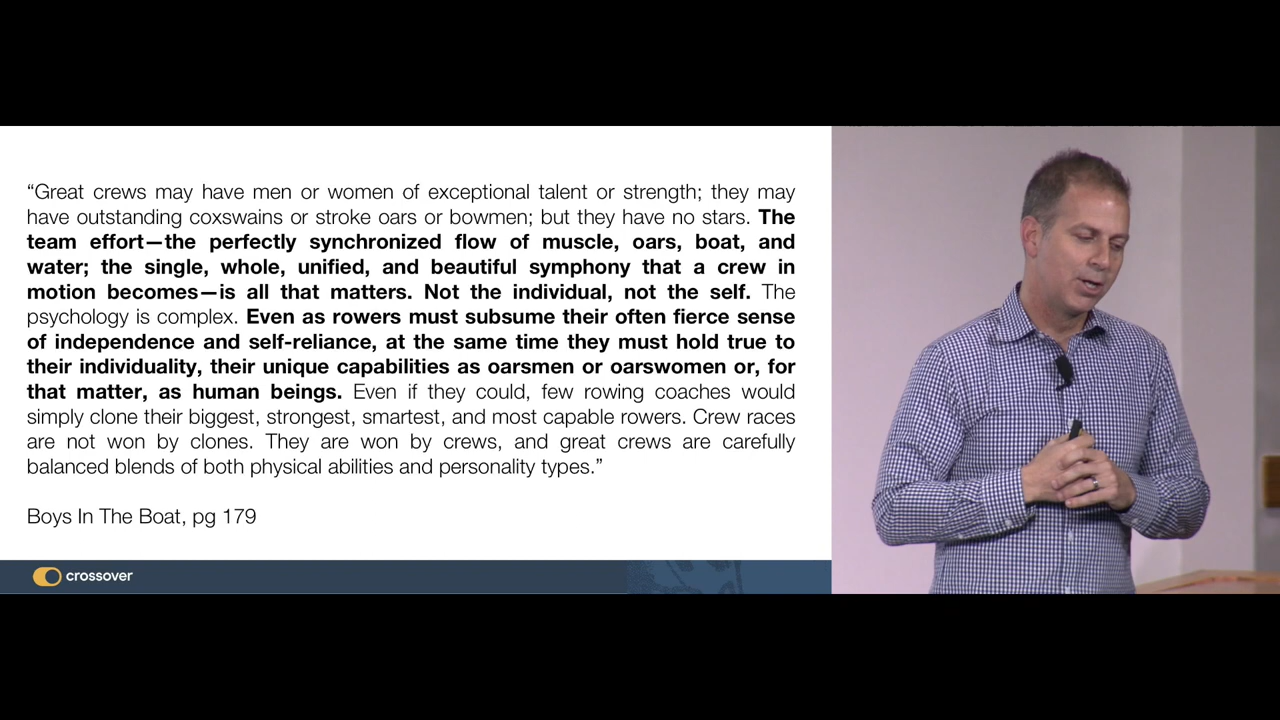 “Great crews may have men or women of exceptional talent or strength; they may
have outstanding coxswains or stroke oars or bowmen; but they have no stars. The
team effort—the perfectly synchronized flow of muscle, oars, boat, and
water; the single, whole, unified, and beautiful symphony that a crew in
motion becomes—is all that matters. Not the individual, not the self. The
psychology is complex. Even as rowers must subsume their often fierce sense
of independence and self-reliance, at the same time they must hold true to
their individuality, their unique capabilities as oarsmen or oarswomen or, for
that matter, as human beings. Even if they could, few rowing coaches would
simply clone their biggest, strongest, smartest, and most capable rowers. Crew races
are not won by clones. They are won by crews, and great crews are carefully
balanced blends of both physical abilities and personality types.”
Boys In The Boat, pg 179
crossover